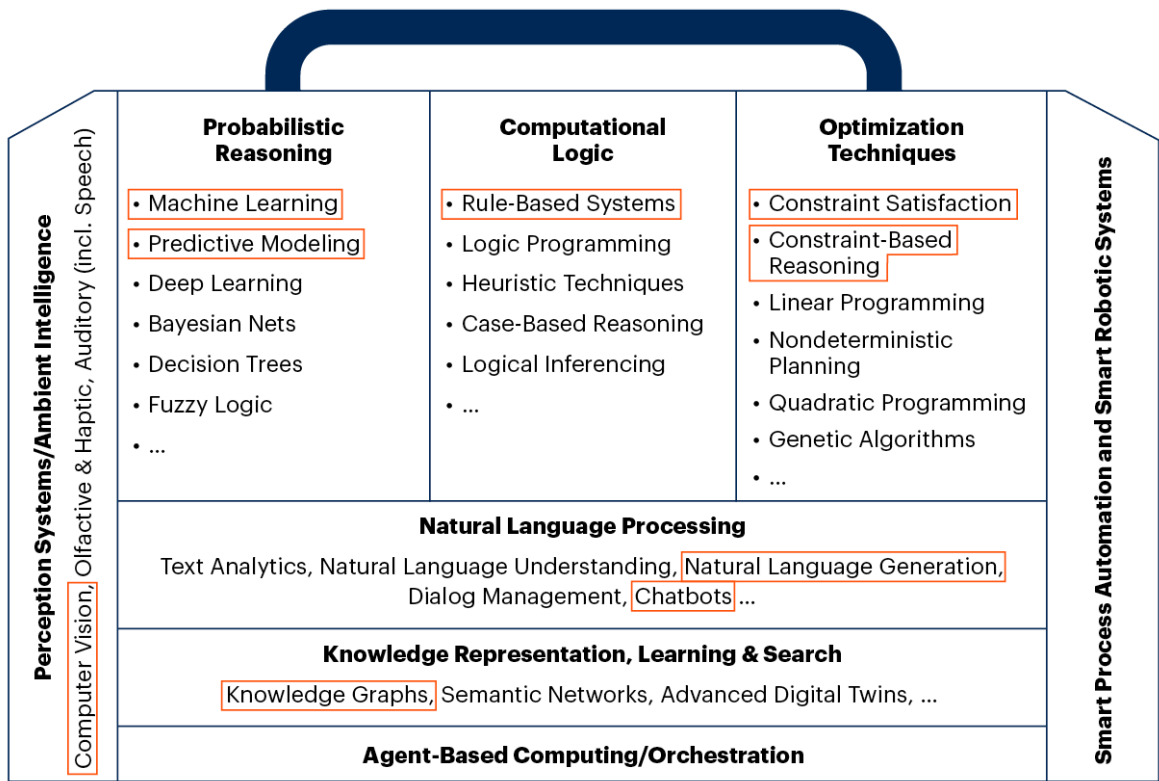 Perception Systems/Ambient Intelligence
Computer Vision, Olfactive & Haptic, Auditory (incl. Speech)
Probabilistic
Reasoning
• Machine Learning
• Predictive Modeling
• Deep Learning
• Bayesian Nets
• Decision Trees
• Fuzzy Logic
• ...
Computational
Logic
• Rule-Based Systems
• Logic Programming
• Heuristic Techniques
• Case-Based Reasoning
• Logical Inferencing
• ...
Optimization
Techniques
• Constraint Satisfaction
• Constraint-Based
Reasoning
• Linear Programming
• Nondeterministic
Planning
• Quadratic Programming
• Genetic Algorithms
• ...
Natural Language Processing
Text Analytics, Natural Language Understanding, Natural Language Generation,
Dialog Management, Chatbots ...
Knowledge Representation, Learning & Search
Knowledge Graphs, Semantic Networks, Advanced Digital Twins, ...
Agent-Based Computing/Orchestration
Smart Process Automation and Smart Robotic Systems